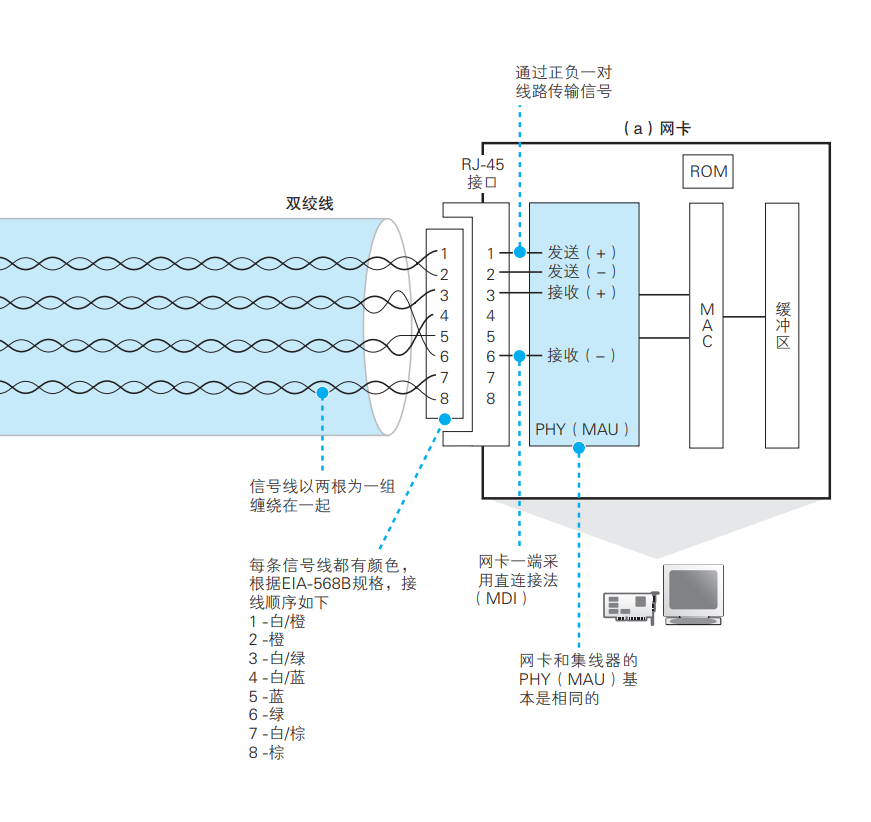 通过正负一对
线路传输信号
（a）网卡
RJ-45
接口
ROM
双绞线
1
2
3
4
5
6
7
8
1
2
3
4
5
6
7
8
发送（+）
发送（−）
接收（+）
接收（−）
PHY（MAU）
MAC
缓冲区
信号线以两根为一组
缠绕在一起
每条信号线都有颜色，
根据EIA-568B规格，接
线顺序如下
1 -白/橙
2 -橙
3 -白/绿
4 -白/蓝
5 -蓝
6 -绿
7 -白/棕
8 -棕
网卡一端采
用直连接法
（MDI）
网卡和集线器的
PHY（MAU）基
本是相同的